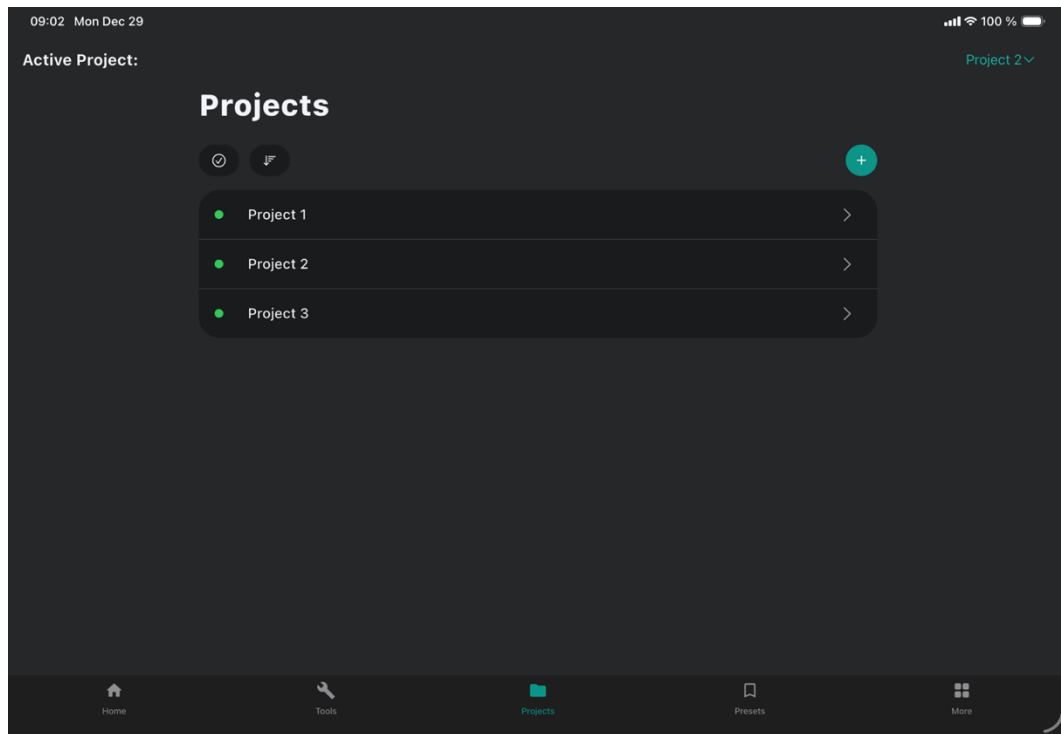 09:02 Mon Dec 29
100 %
Active Project:
Project 2
Projects
Project 1
Project 2
Project 3
Home
Tools
Projects
Presets
More